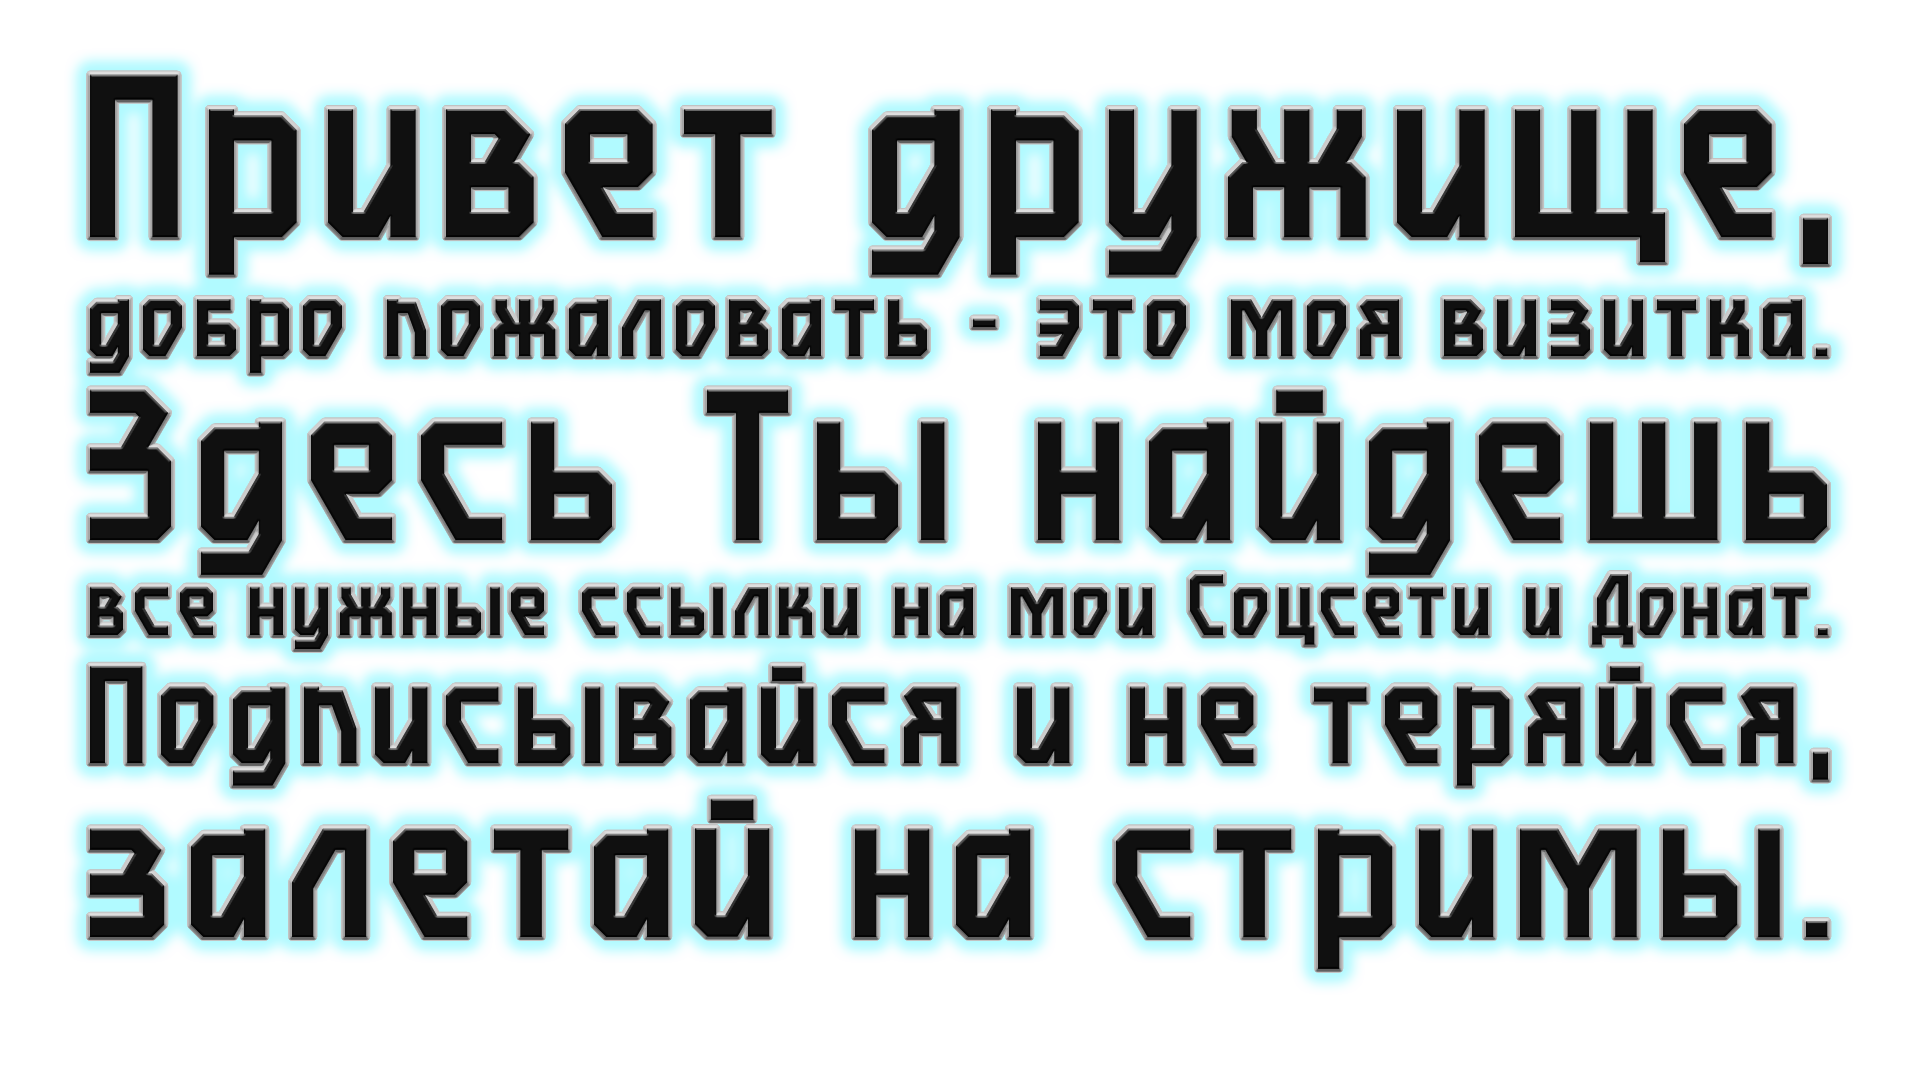 Привет дружище,
добро пожаловать - это моя визитка.
Здесь Ты найдешь
все нужные ссылки на мои Соцсети и Донат.
Подписывайся и не теряйся,
залетай на стримы.